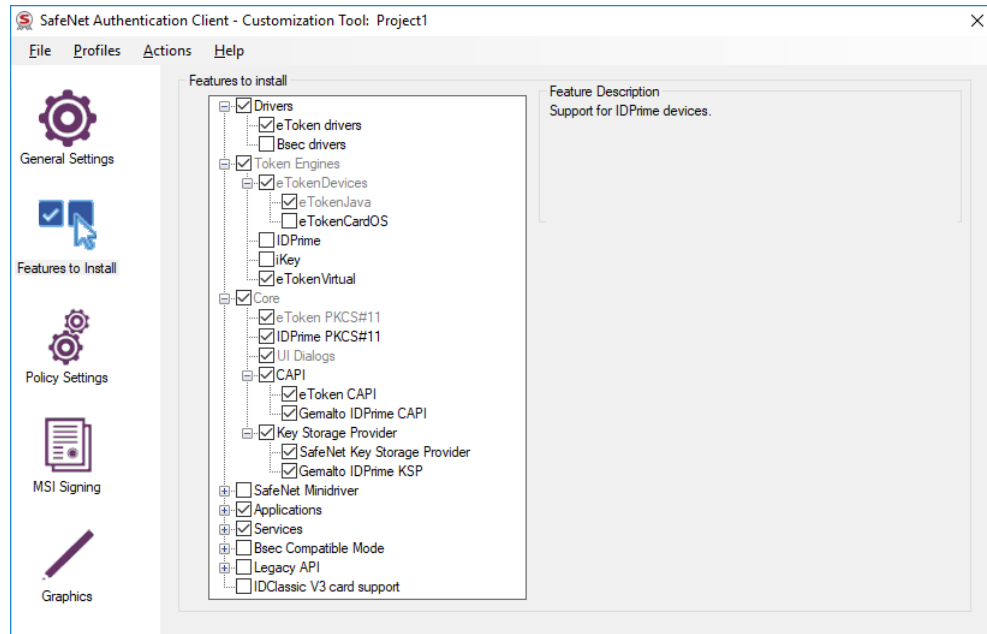 SafeNet Authentication Client - Customization Tool: Project1
File Profiles Actions Help
General Settings
Features to Install
Policy Settings
MSI Signing
Graphics
Features to install
Drivers
eToken drivers
Bsec drivers
Token Engines
eTokenDevices
eTokenJava
eTokenCardOS
IDPrime
iKey
eTokenVirtual
Core
eToken PKCS#11
IDPrime PKCS#11
UI Dialogs
CAPI
eToken CAPI
Gemalto IDPrime CAPI
Key Storage Provider
SafeNet Key Storage Provider
Gemalto IDPrime KSP
SafeNet Minidriver
Applications
Services
Bsec Compatible Mode
Legacy API
IDClassic V3 card support
Feature Description
Support for IDPrime devices.